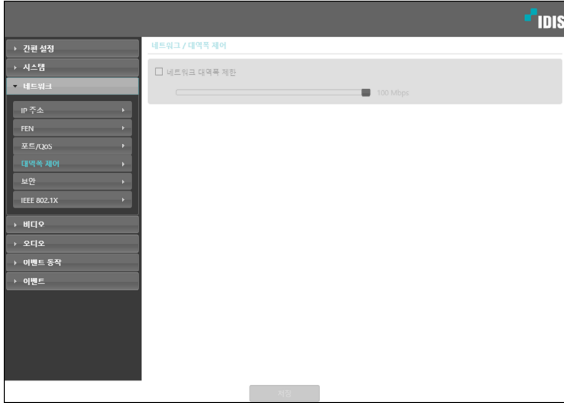 IDIS
간편 설정
시스템
네트워크
IP 주소
FEN
포트/QoS
대역폭 제어
보안
IEEE 802.1X
비디오
오디오
이벤트 동작
이벤트
네트워크 / 대역폭 제어
네트워크 대역폭 제한
100 Mbps